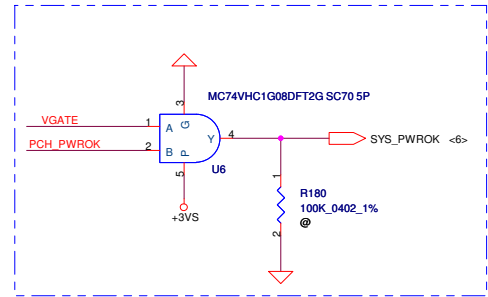 MC74VHC1G08DFT2G SC70 5P
3
G
VGATE
1
A
Y
4
SYS_PWROK <6>
PCH_PWROK
2
B
P
U6
5
+3VS
1
R180
100K_0402_1%
@
2